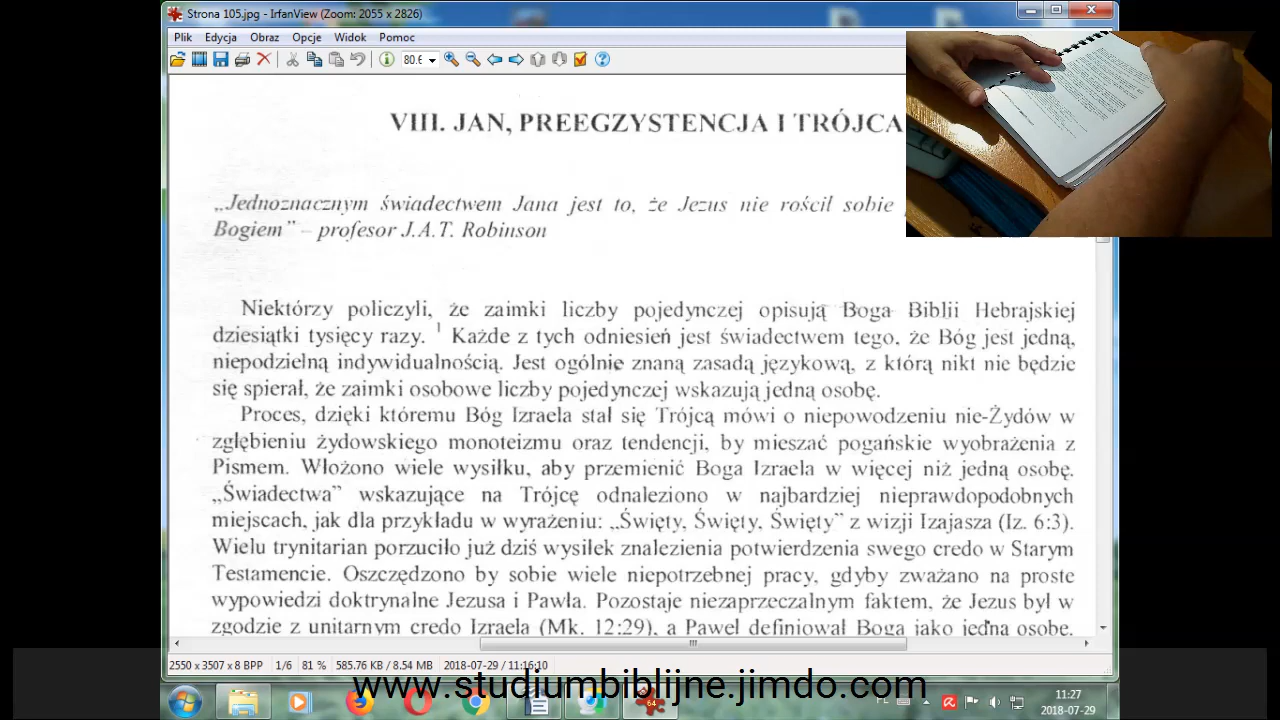 Strona 105.jpg - IrfanView (Zoom: 2055 x 2826)
Plik Edycja Obraz Opcje Widok Pomoc
80.6
VIII. JAN, PREEGZYSTENCJA I TRÓJCA
„Jednoznacznym świadectwem Jana jest to, że Jezus nie rościł sobie
Bogiem” – profesor J.A.T. Robinson
Niektórzy policzyli, że zaimki liczby pojedynczej opisują Boga Biblii Hebrajskiej
dziesiątki tysięcy razy. 1 Każde z tych odniesień jest świadectwem tego, że Bóg jest jedną,
niepodzielną indywidualnością. Jest ogólnie znaną zasadą językową, z którą nikt nie będzie
się spierał, że zaimki osobowe liczby pojedynczej wskazują jedną osobę.
Proces, dzięki któremu Bóg Izraela stał się Trójcą mówi o niepowodzeniu nie-Żydów w
zgłębieniu żydowskiego monoteizmu oraz tendencji, by mieszać pogańskie wyobrażenia z
Pismem. Włożono wiele wysiłku, aby przemienić Boga Izraela w więcej niż jedną osobę.
„Świadectwa” wskazujące na Trójcę odnaleziono w najbardziej nieprawdopodobnych
miejscach, jak dla przykładu w wyrażeniu: „Święty, Święty, Święty” z wizji Izajasza (Iz. 6:3).
Wielu trynitarian porzuciło już dziś wysiłek znalezienia potwierdzenia swego credo w Starym
Testamencie. Oszczędzono by sobie wiele niepotrzebnej pracy, gdyby zważano na proste
wypowiedzi doktrynalne Jezusa i Pawła. Pozostaje niezaprzeczalnym faktem, że Jezus był w
zgodzie z unitarnym credo Izraela (Mk. 12:29), a Paweł definiował Boga jako jedna osobę.
2550 x 3507 x 8 BPP 1/6 81 % 585.76 KB / 8.54 MB 2018-07-29 / 11:16:10
www.studiumbiblijne.jimdo.com
64
PL
11:27
2018-07-29